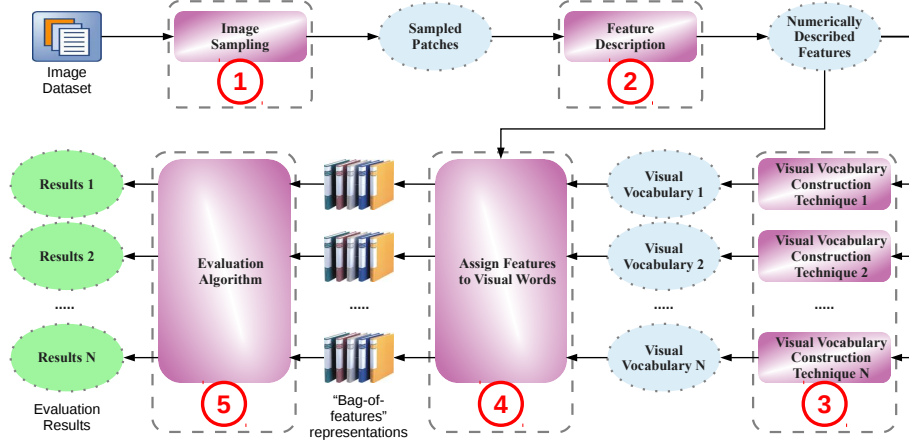 Image
Dataset
Image
Sampling
1
Sampled
Patches
Feature
Description
2
Numerically
Described
Features
Results 1
Results 2
.....
Results N
Evaluation
Results
Evaluation
Algorithm
5
.....
“Bag-of-
features”
representations
Assign Features
to Visual Words
4
Visual
Vocabulary 1
Visual
Vocabulary 2
.....
Visual
Vocabulary N
Visual Vocabulary
Construction
Technique 1
Visual Vocabulary
Construction
Technique 2
.....
Visual Vocabulary
Construction
Technique N
3